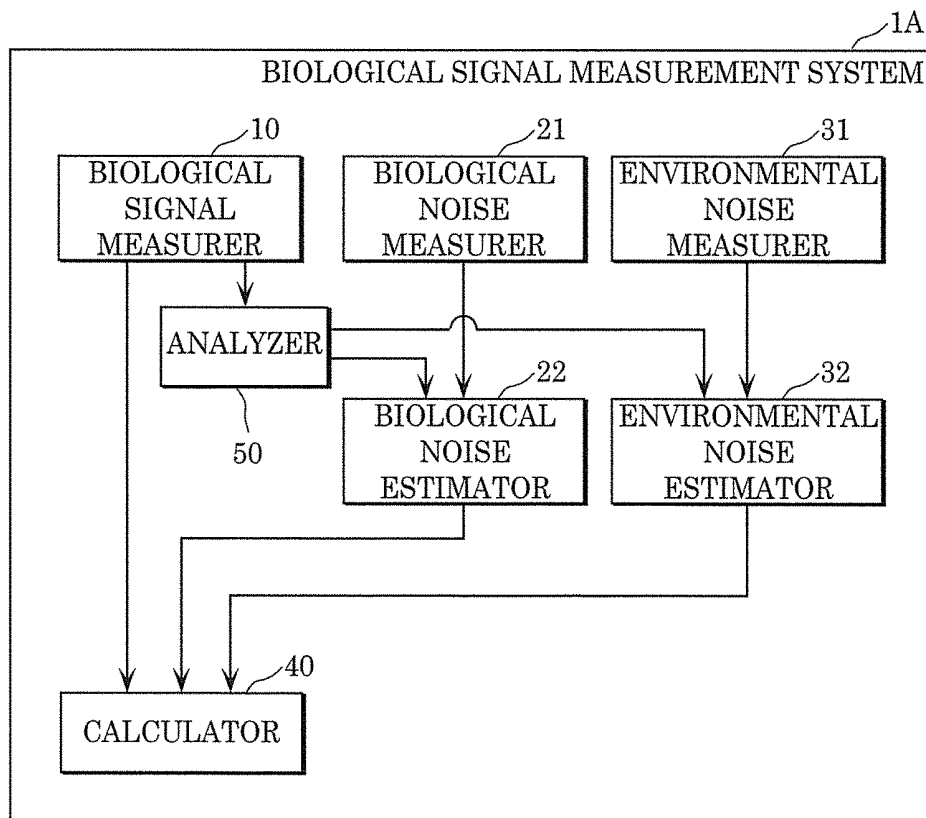 1A
BIOLOGICAL SIGNAL MEASUREMENT SYSTEM
10
BIOLOGICAL
SIGNAL
MEASURER
21
BIOLOGICAL
NOISE
MEASURER
31
ENVIRONMENTAL
NOISE
MEASURER
ANALYZER
50
22
BIOLOGICAL
NOISE
ESTIMATOR
32
ENVIRONMENTAL
NOISE
ESTIMATOR
40
CALCULATOR